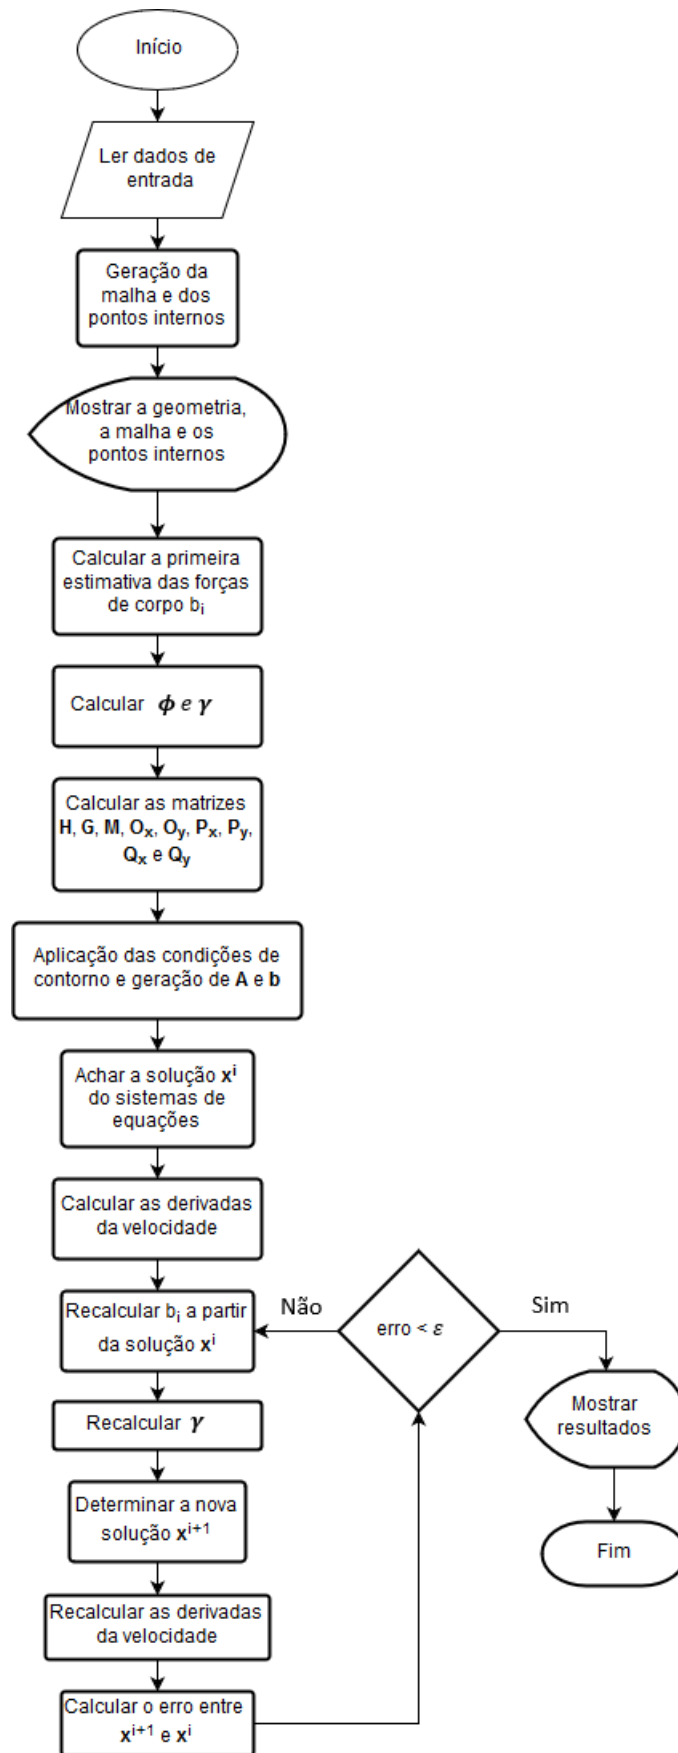 Início
Ler dados de
entrada
Geração da
malha e dos
pontos internos
Mostrar a geometria,
a malha e os
pontos internos
Calcular a primeira
estimativa das forças
de corpo bᵢ
Calcular ϕ e γ
Calcular as matrizes
H, G, M, Oₓ, O_y, Pₓ, P_y,
Qₓ e Q_y
Aplicação das condições de
contorno e geração de A e b
Achar a solução xⁱ
do sistemas de
equações
Calcular as derivadas
da velocidade
Recalcular bᵢ a partir
da solução xⁱ
Não
erro < ε
Sim
Recalcular γ
Mostrar
resultados
Determinar a nova
solução xⁱ⁺¹
Fim
Recalcular as derivadas
da velocidade
Calcular o erro entre
xⁱ⁺¹ e xⁱ